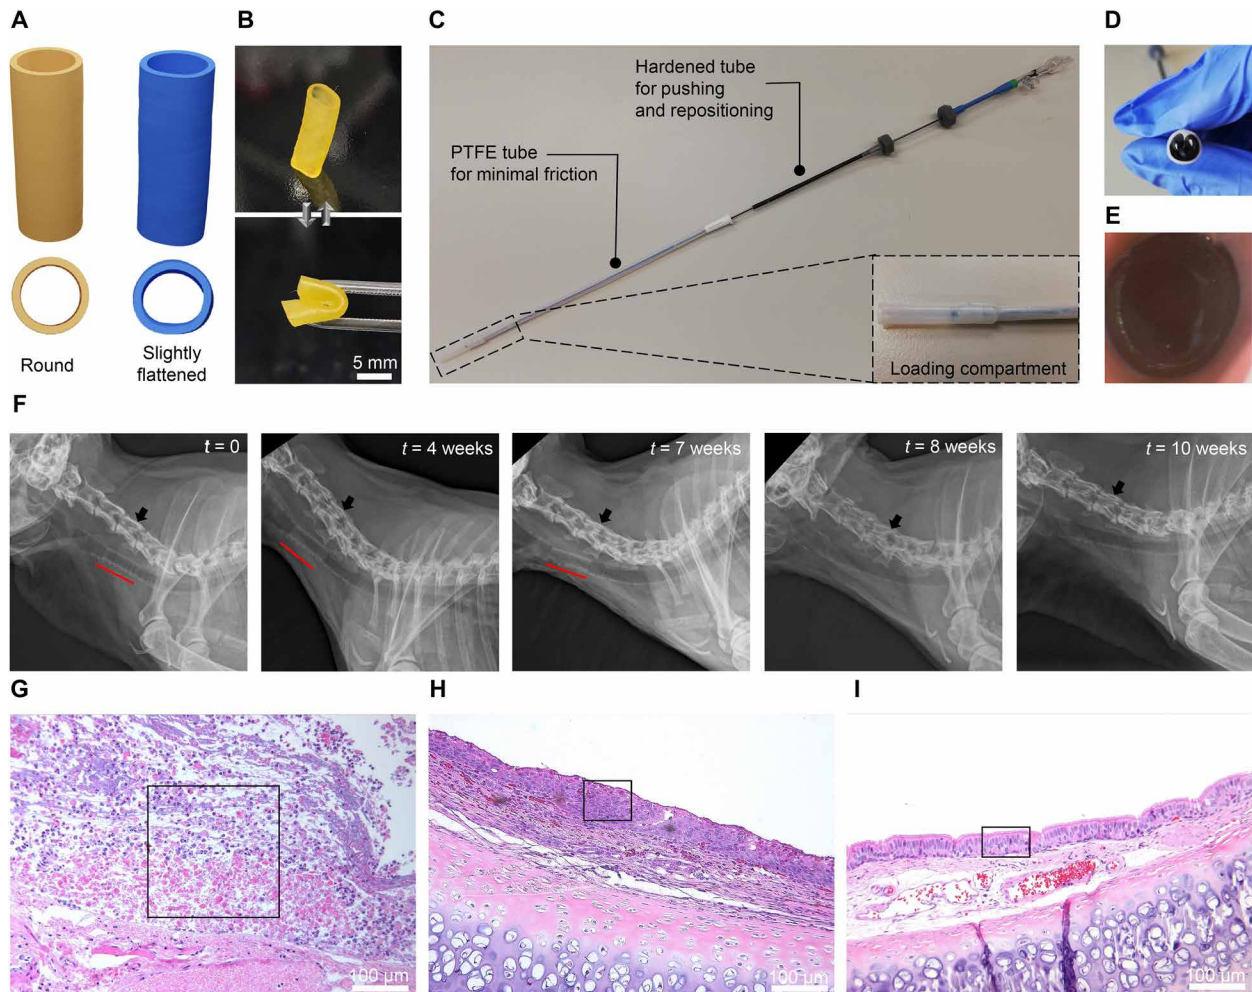 A
B
C
D
Hardened tube
for pushing
and repositioning
PTFE tube
for minimal friction
E
Round
Slightly
flattened
5 mm
Loading compartment
F
t = 0
t = 4 weeks
t = 7 weeks
t = 8 weeks
t = 10 weeks
G
H
I
100 µm
100 µm
100 µm